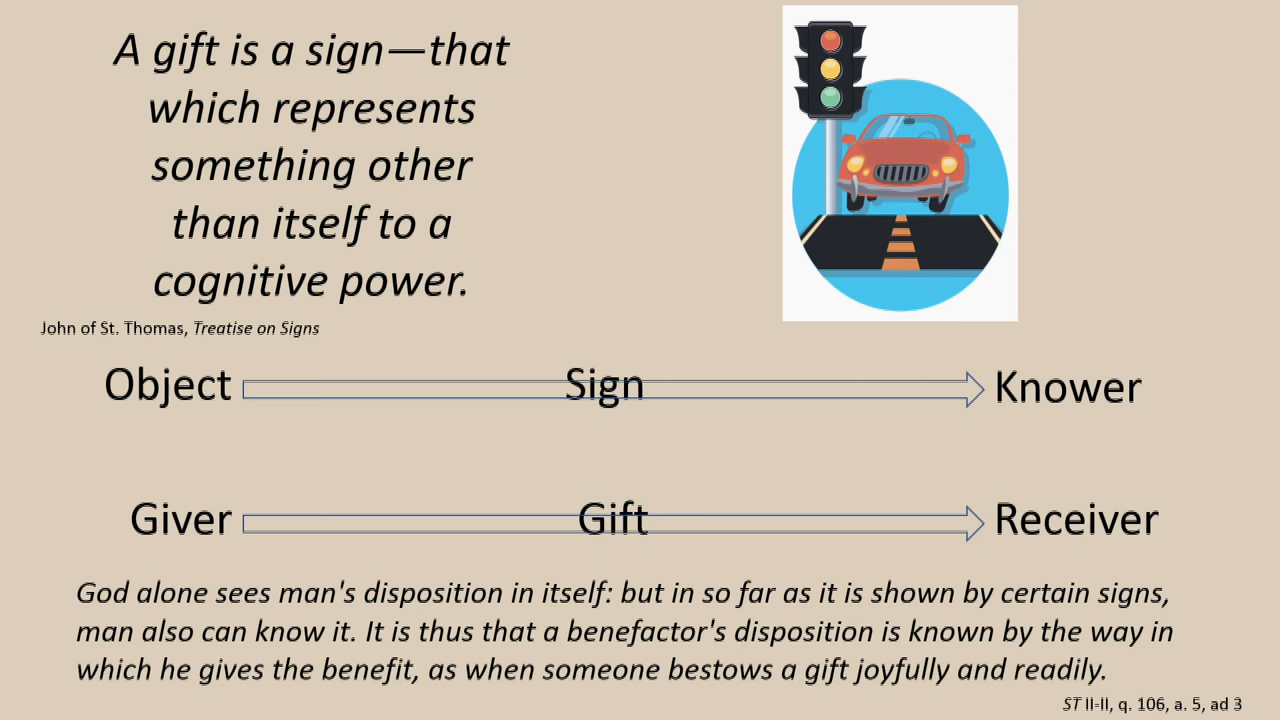 A gift is a sign—that
which represents
something other
than itself to a
cognitive power.
John of St. Thomas, Treatise on Signs
Object Sign Knower
Giver Gift Receiver
God alone sees man's disposition in itself: but in so far as it is shown by certain signs,
man also can know it. It is thus that a benefactor's disposition is known by the way in
which he gives the benefit, as when someone bestows a gift joyfully and readily.
ST II-II, q. 106, a. 5, ad 3